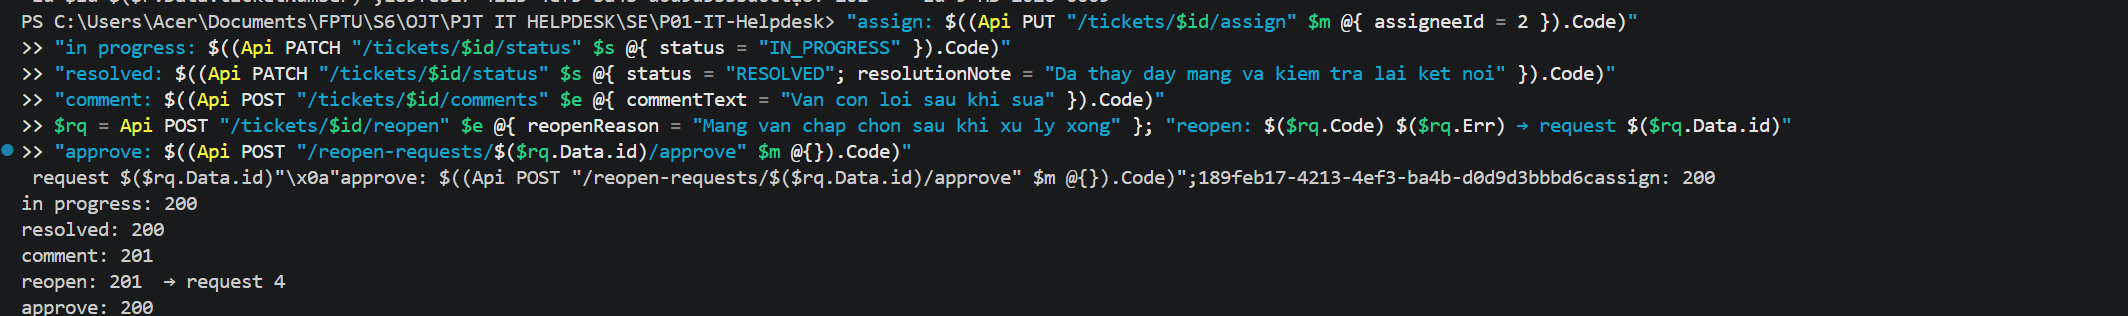 PS C:\Users\Acer\Documents\FPTU\S6\OJT\PJT IT HELPDESK\SE\P01-IT-Helpdesk> "assign: $((Api PUT "/tickets/$id/assign" $m @{ assigneeId = 2 }).Code)"
>> "in progress: $((Api PATCH "/tickets/$id/status" $s @{ status = "IN_PROGRESS" }).Code)"
>> "resolved: $((Api PATCH "/tickets/$id/status" $s @{ status = "RESOLVED"; resolutionNote = "Da thay day mang va kiem tra lai ket noi" }).Code)"
>> "comment: $((Api POST "/tickets/$id/comments" $e @{ commentText = "Van con loi sau khi sua" }).Code)"
>> $rq = Api POST "/tickets/$id/reopen" $e @{ reopenReason = "Mang van chap chon sau khi xu ly xong" }; "reopen: $($rq.Code) $($rq.Err) → request $($rq.Data.id)"
>> "approve: $((Api POST "/reopen-requests/$($rq.Data.id)/approve" $m @{}).Code)"
request $($rq.Data.id)"\x0a"approve: $((Api POST "/reopen-requests/$($rq.Data.id)/approve" $m @{}).Code)";189feb17-4213-4ef3-ba4b-d0d9d3bbbd6cassign: 200
in progress: 200
resolved: 200
comment: 201
reopen: 201  → request 4
approve: 200